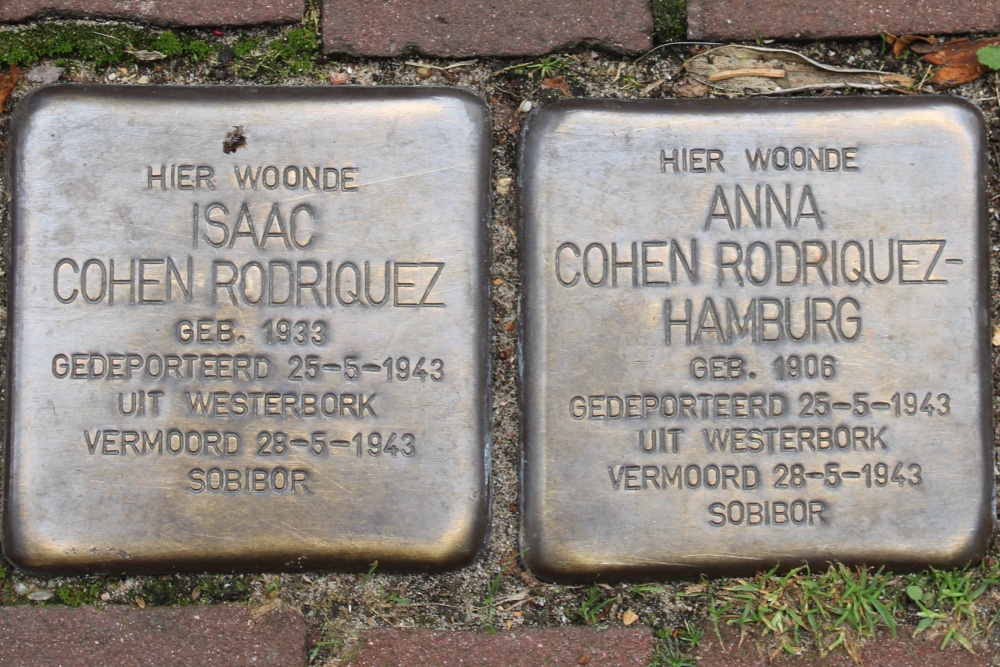 HIER WOONDE
ISAAC
COHEN RODRIQUEZ
GEB. 1933
GEDEPORTEERD 25-5-1943
UIT WESTERBORK
VERMOORD 28-5-1943
SOBIBOR
HIER WOONDE
ANNA
COHEN RODRIQUEZ-
HAMBURG
GEB. 1906
GEDEPORTEERD 25-5-1943
UIT WESTERBORK
VERMOORD 28-5-1943
SOBIBOR